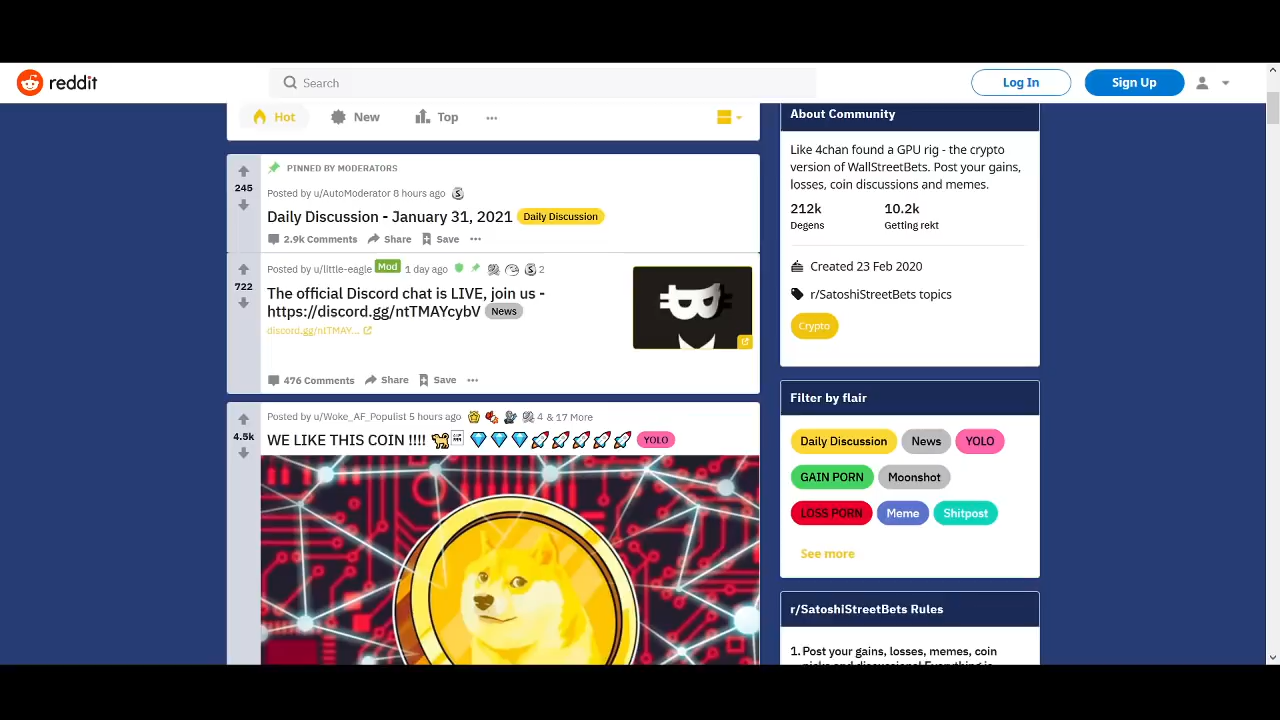 reddit
Search
Log In
Sign Up
Hot
New
Top
PINNED BY MODERATORS
245
Posted by u/AutoModerator 8 hours ago
Daily Discussion - January 31, 2021 Daily Discussion
2.9k Comments Share Save
722
Posted by u/little-eagle Mod 1 day ago 2
The official Discord chat is LIVE, join us -
https://discord.gg/ntTMAYcybV News
discord.gg/ntTMAY...
476 Comments Share Save
4.5k
Posted by u/Woke_AF_Populist 5 hours ago 4 & 17 More
WE LIKE THIS COIN !!!! 🐕 💎 💎 💎 🚀 🚀 🚀 🚀 🚀 YOLO
About Community
Like 4chan found a GPU rig - the crypto
version of WallStreetBets. Post your gains,
losses, coin discussions and memes.
212k 10.2k
Degens Getting rekt
Created 23 Feb 2020
r/SatoshiStreetBets topics
Crypto
Filter by flair
Daily Discussion News YOLO
GAIN PORN Moonshot
LOSS PORN Meme Shitpost
See more
r/SatoshiStreetBets Rules
1. Post your gains, losses, memes, coin